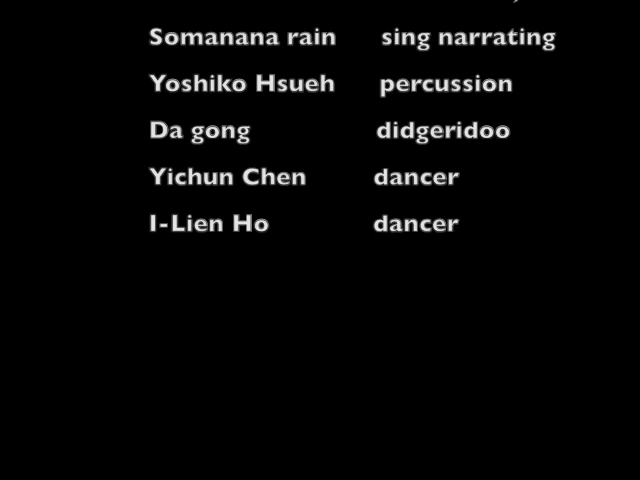 Somanana rain sing narrating
Yoshiko Hsueh percussion
Da gong didgeridoo
Yichun Chen dancer
I-Lien Ho dancer